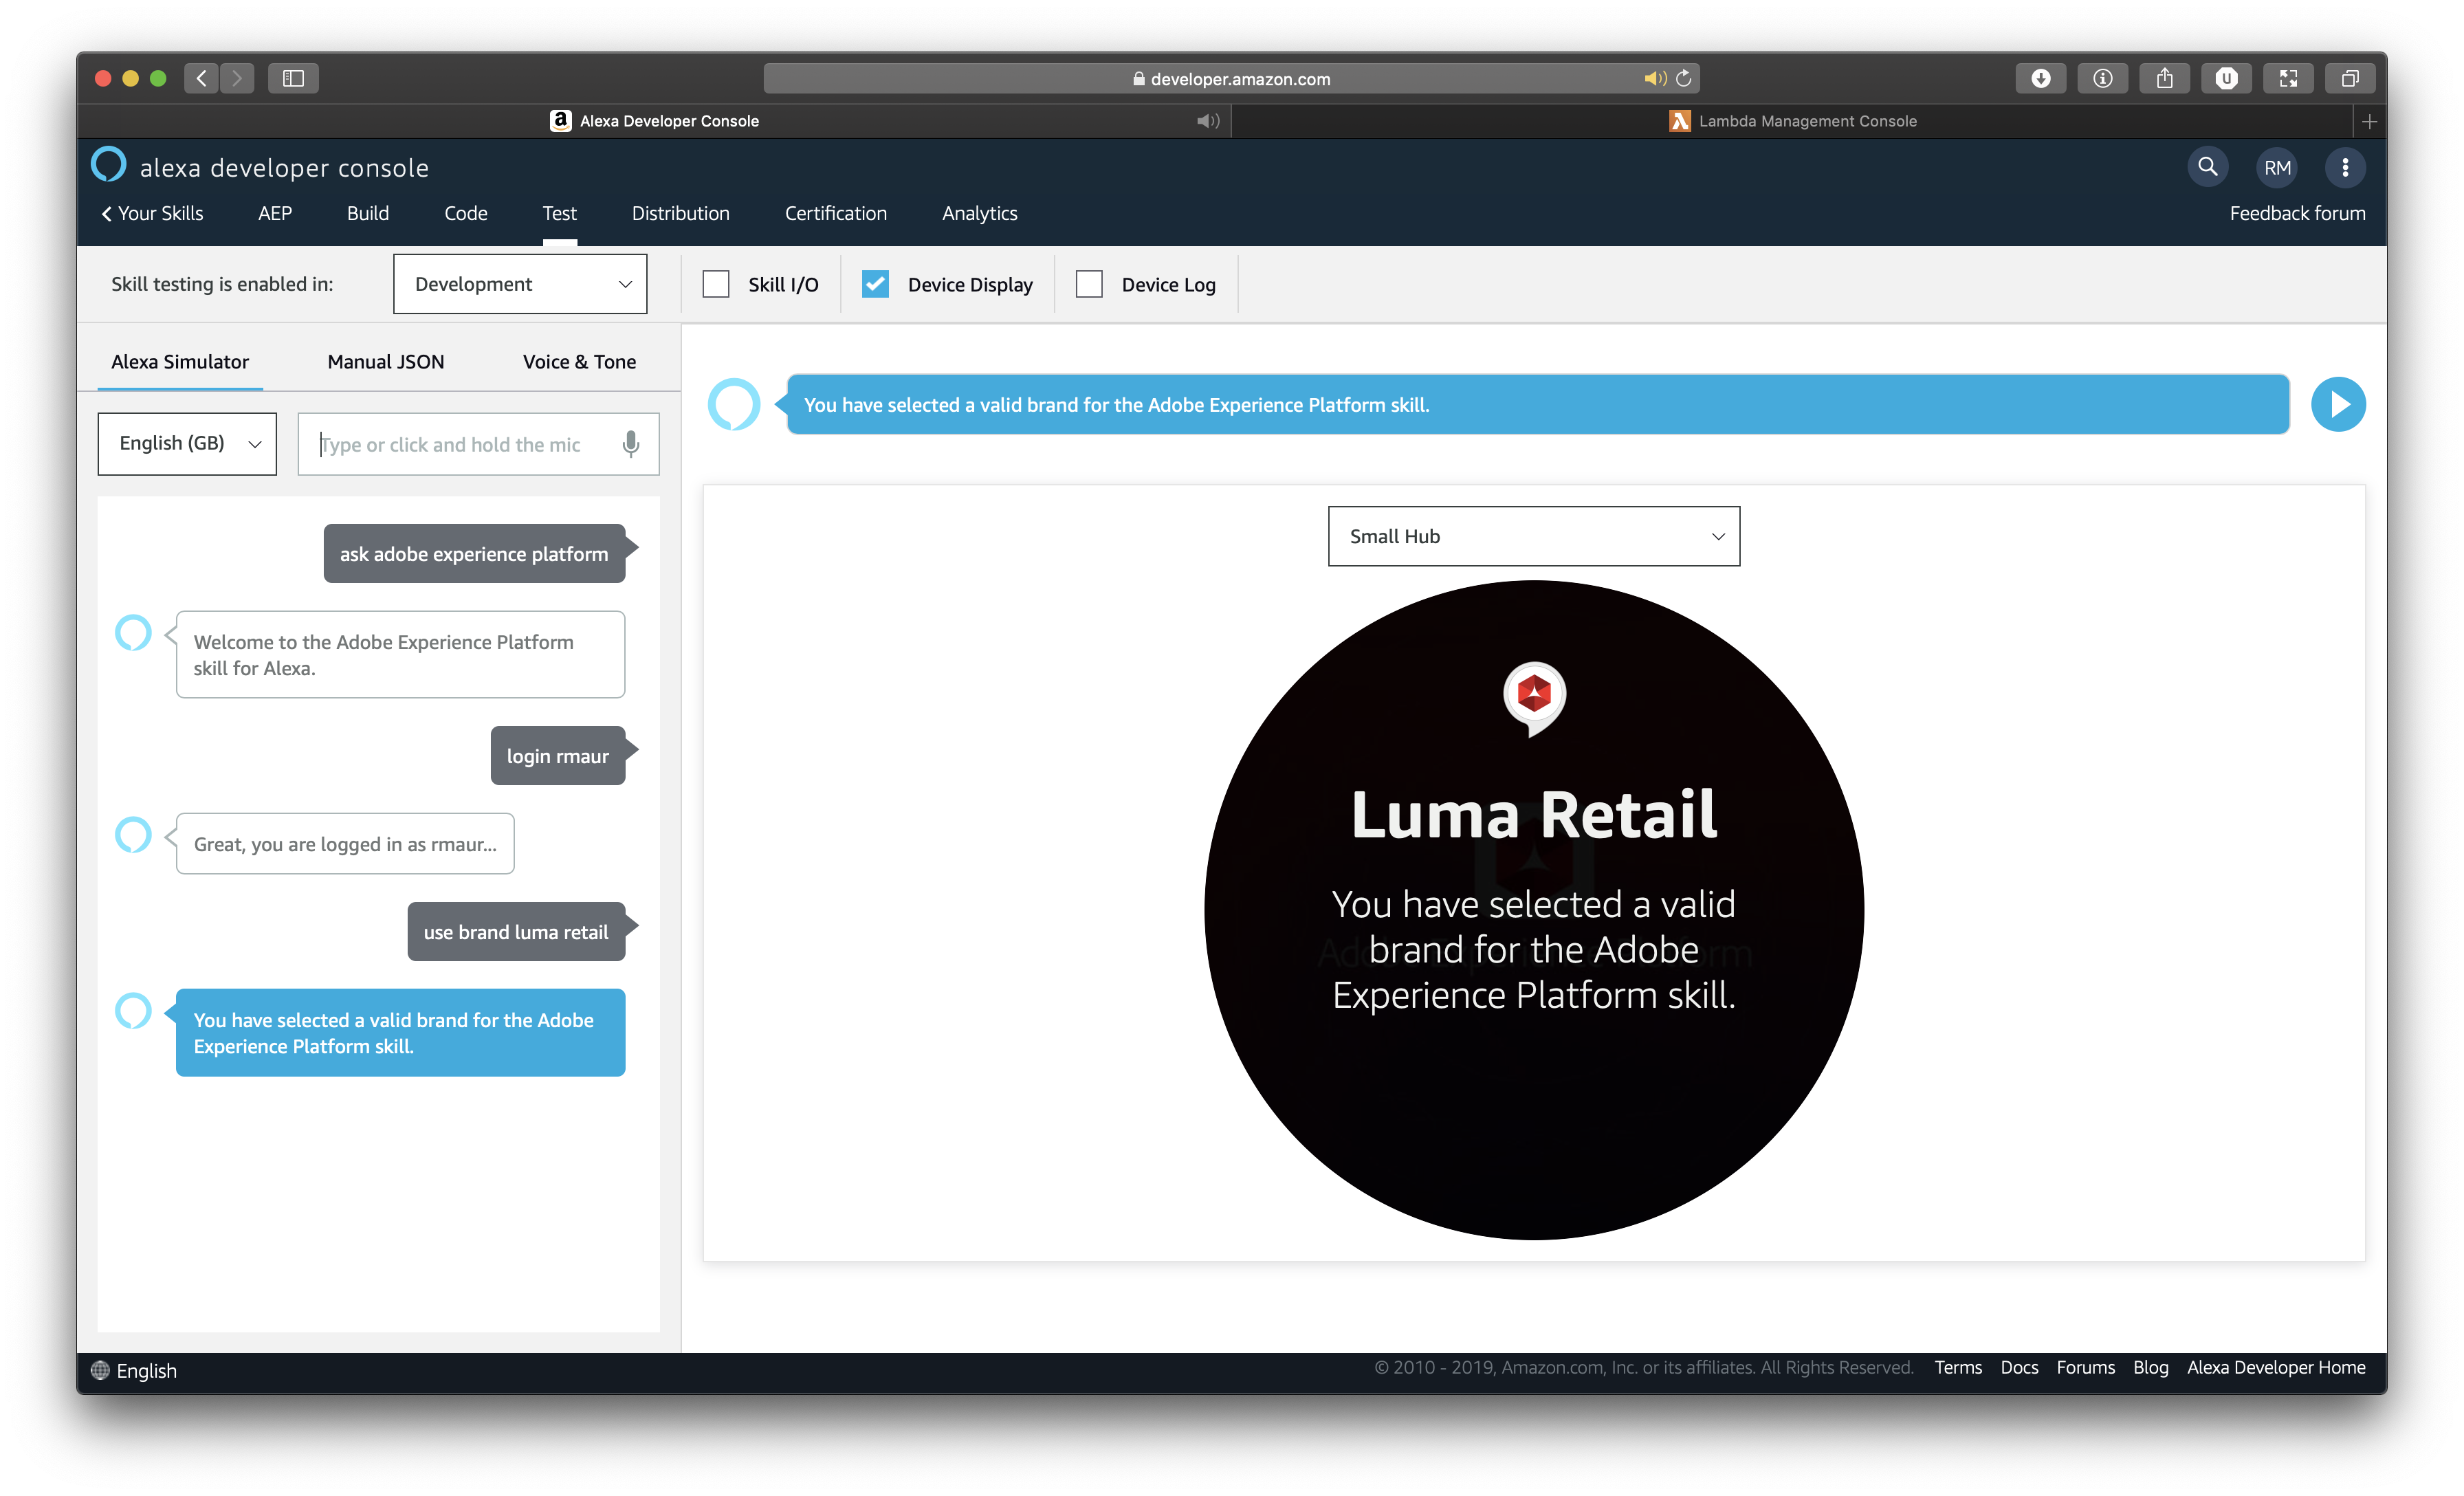 developer.amazon.com
Alexa Developer Console
Lambda Management Console
alexa developer console
RM
Your Skills
AEP
Build
Code
Test
Distribution
Certification
Analytics
Feedback forum
Skill testing is enabled in:
Development
Skill I/O
Device Display
Device Log
Alexa Simulator
Manual JSON
Voice & Tone
English (GB)
Type or click and hold the mic
ask adobe experience platform
Welcome to the Adobe Experience Platform
skill for Alexa.
login rmaur
Great, you are logged in as rmaur...
use brand luma retail
You have selected a valid brand for the Adobe
Experience Platform skill.
You have selected a valid brand for the Adobe Experience Platform skill.
Small Hub
Luma Retail
You have selected a valid
brand for the Adobe
Experience Platform skill.
English
© 2010 - 2019, Amazon.com, Inc. or its affiliates. All Rights Reserved.
Terms
Docs
Forums
Blog
Alexa Developer Home